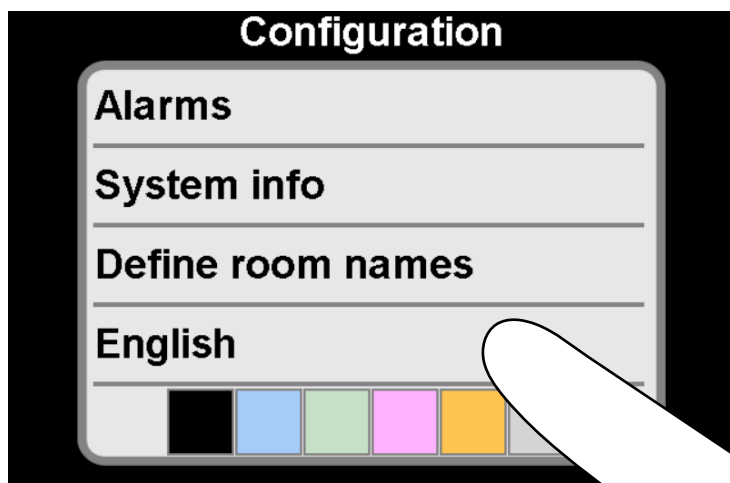 Configuration
Alarms
System info
Define room names
English